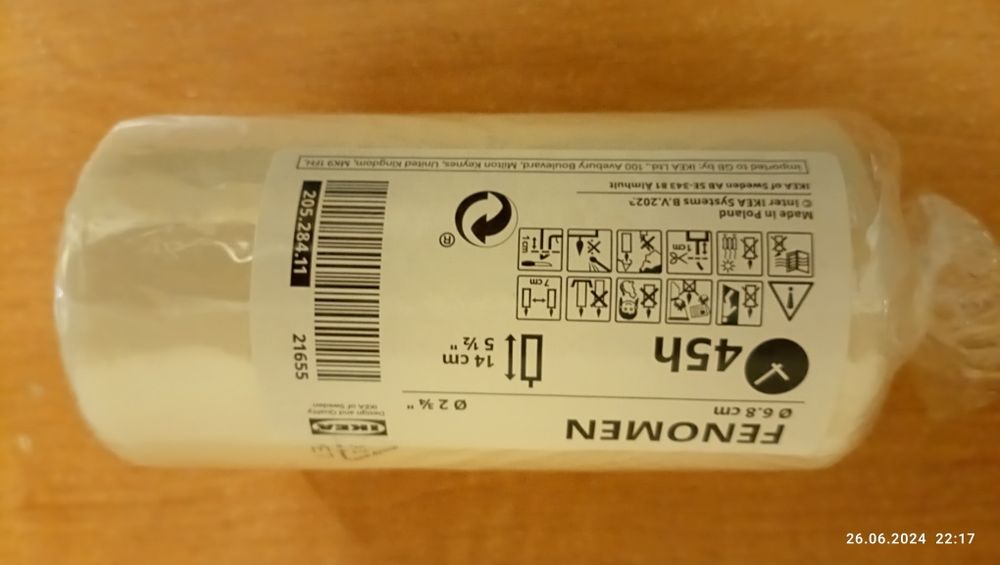 FENOMEN
Ø 6.8 cm
Ø 2 ¾ "
45h
14 cm
5 ½ "
7cm
1cm
1cm
®
Made in Poland
© Inter IKEA Systems B.V.
IKEA of Sweden AB SE-343 81 Älmhult
Imported to GB by: IKEA Ltd., 100 Avebury Boulevard, Milton Keynes, United Kingdom, MK9 1FH.
IKEA
Design and Quality
IKEA of Sweden
205.284.11
21655
26.06.2024 22:17